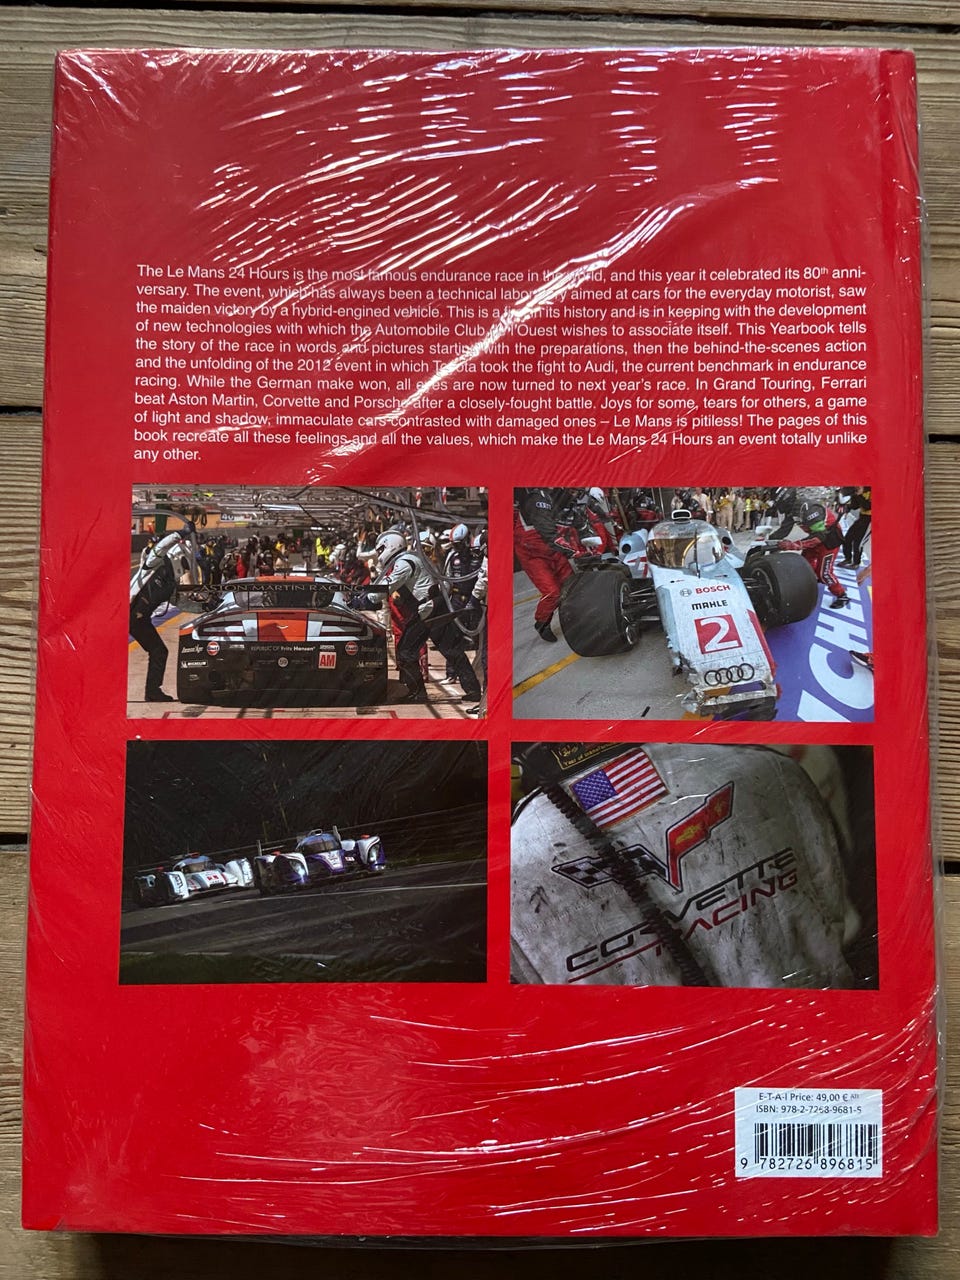 The Le Mans 24 Hours is the most famous endurance race in the world, and this year it celebrated its 80th anni-
versary. The event, which has always been a technical laboratory aimed at cars for the everyday motorist, saw
the maiden victory by a hybrid-engined vehicle. This is a first in its history and is in keeping with the development
of new technologies with which the Automobile Club de l'Ouest wishes to associate itself. This Yearbook tells
the story of the race in words and pictures starting with the preparations, then the behind-the-scenes action
and the unfolding of the 2012 event in which Toyota took the fight to Audi, the current benchmark in endurance
racing. While the German make won, all eyes are now turned to next year's race. In Grand Touring, Ferrari
beat Aston Martin, Corvette and Porsche after a closely-fought battle. Joys for some, tears for others, a game
of light and shadow, immaculate cars contrasted with damaged ones – Le Mans is pitiless! The pages of this
book recreate all these feelings and all the values, which make the Le Mans 24 Hours an event totally unlike
any other.
ASTON MARTIN RACING
REPUBLIC OF Fritz Hansen
AM
BOSCH
MAHLE
2
CORVETTE
RACING
E-T-A-I Price: 49,00 €
ISBN: 978-2-7268-9681-5
9 782726 896815